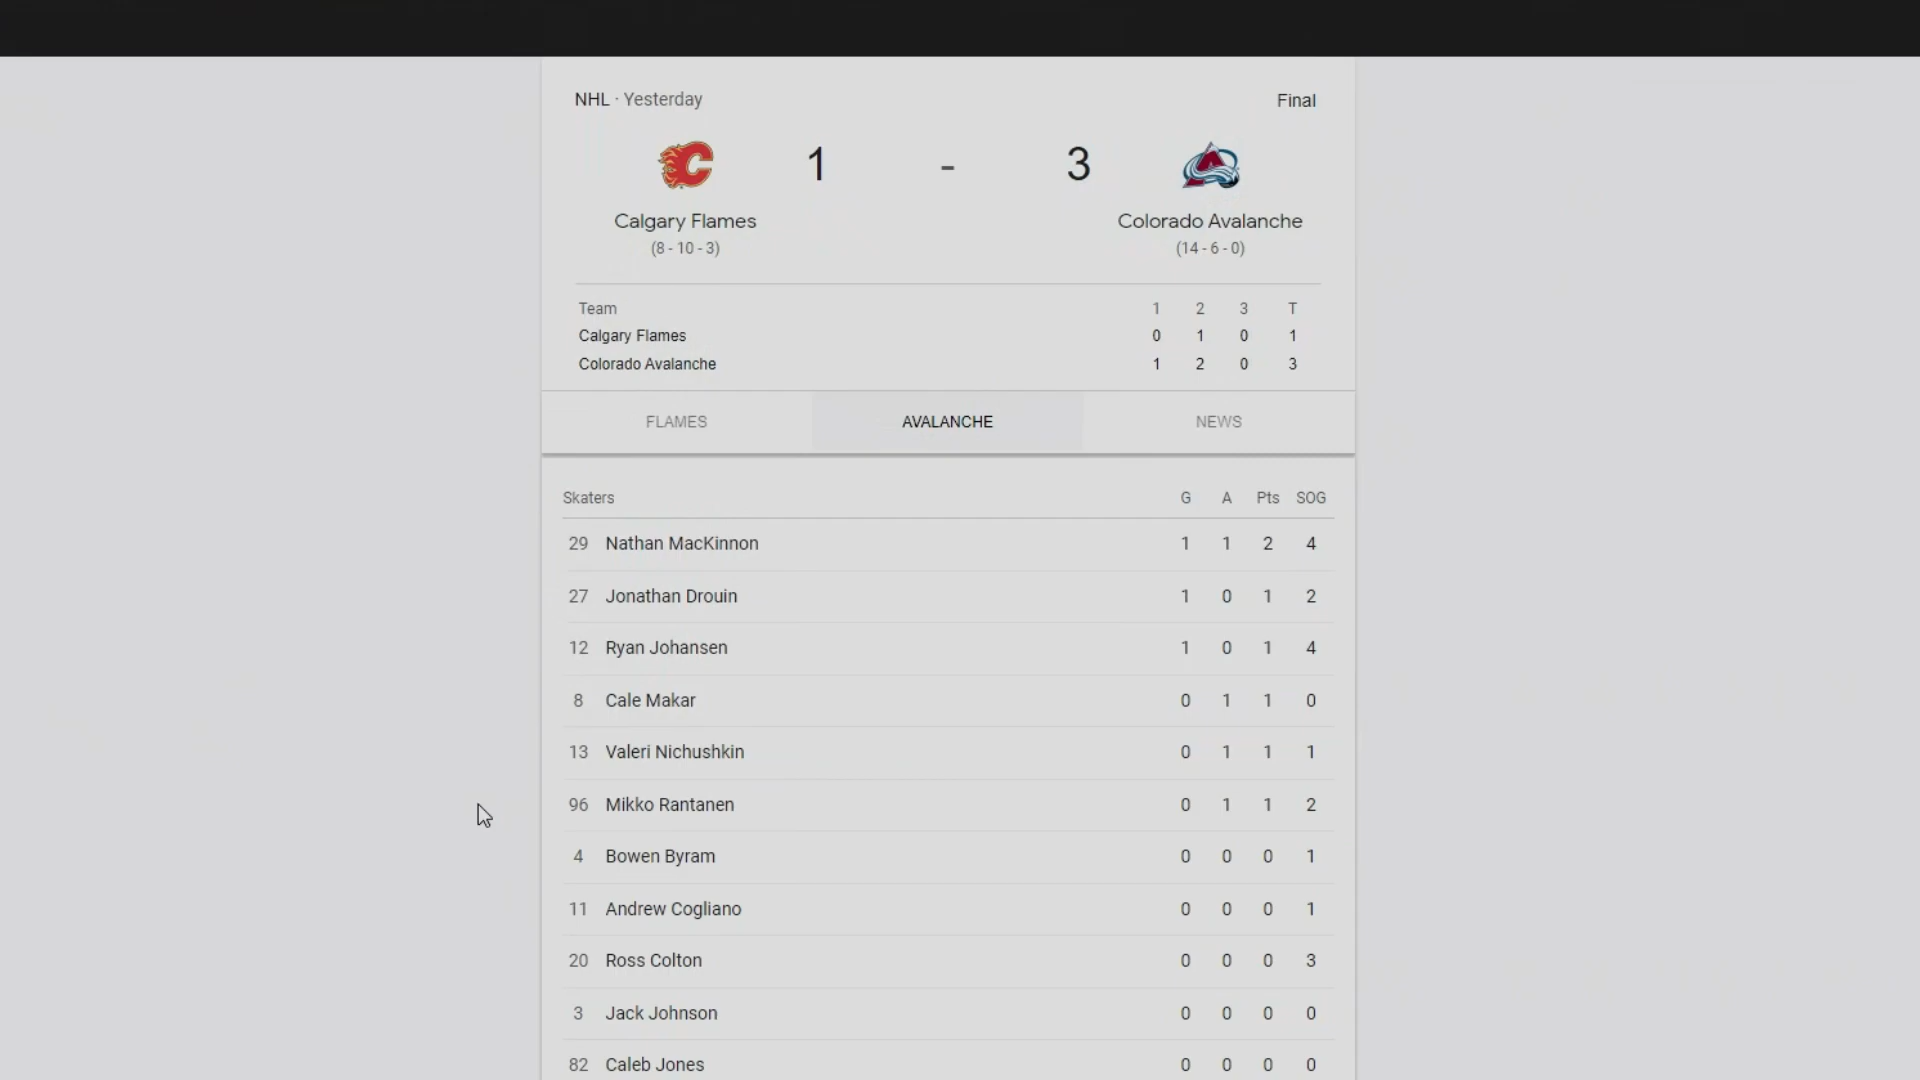 NHL · Yesterday Final
1 - 3
Calgary Flames Colorado Avalanche
(8 - 10 - 3) (14 - 6 - 0)
Team 1 2 3 T
Calgary Flames 0 1 0 1
Colorado Avalanche 1 2 0 3
FLAMES AVALANCHE NEWS
Skaters G A Pts SOG
29 Nathan MacKinnon 1 1 2 4
27 Jonathan Drouin 1 0 1 2
12 Ryan Johansen 1 0 1 4
8 Cale Makar 0 1 1 0
13 Valeri Nichushkin 0 1 1 1
96 Mikko Rantanen 0 1 1 2
4 Bowen Byram 0 0 0 1
11 Andrew Cogliano 0 0 0 1
20 Ross Colton 0 0 0 3
3 Jack Johnson 0 0 0 0
82 Caleb Jones 0 0 0 0